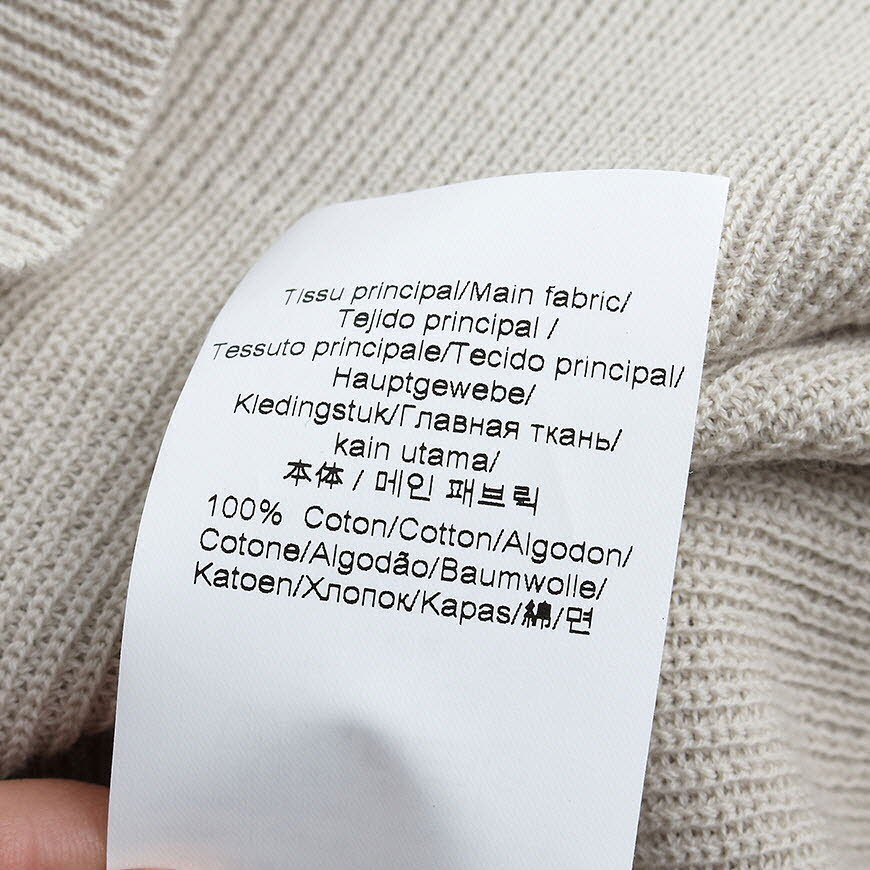 Tissu principal/Main fabric/
Tejido principal /
Tessuto principale/Tecido principal/
Hauptgewebe/
Kledingstuk/Главная ткань/
kain utama/
本体 / 메인 패브릭
100% Coton/Cotton/Algodon/
Cotone/Algodão/Baumwolle/
Katoen/Хлопок/Kapas/綿/면